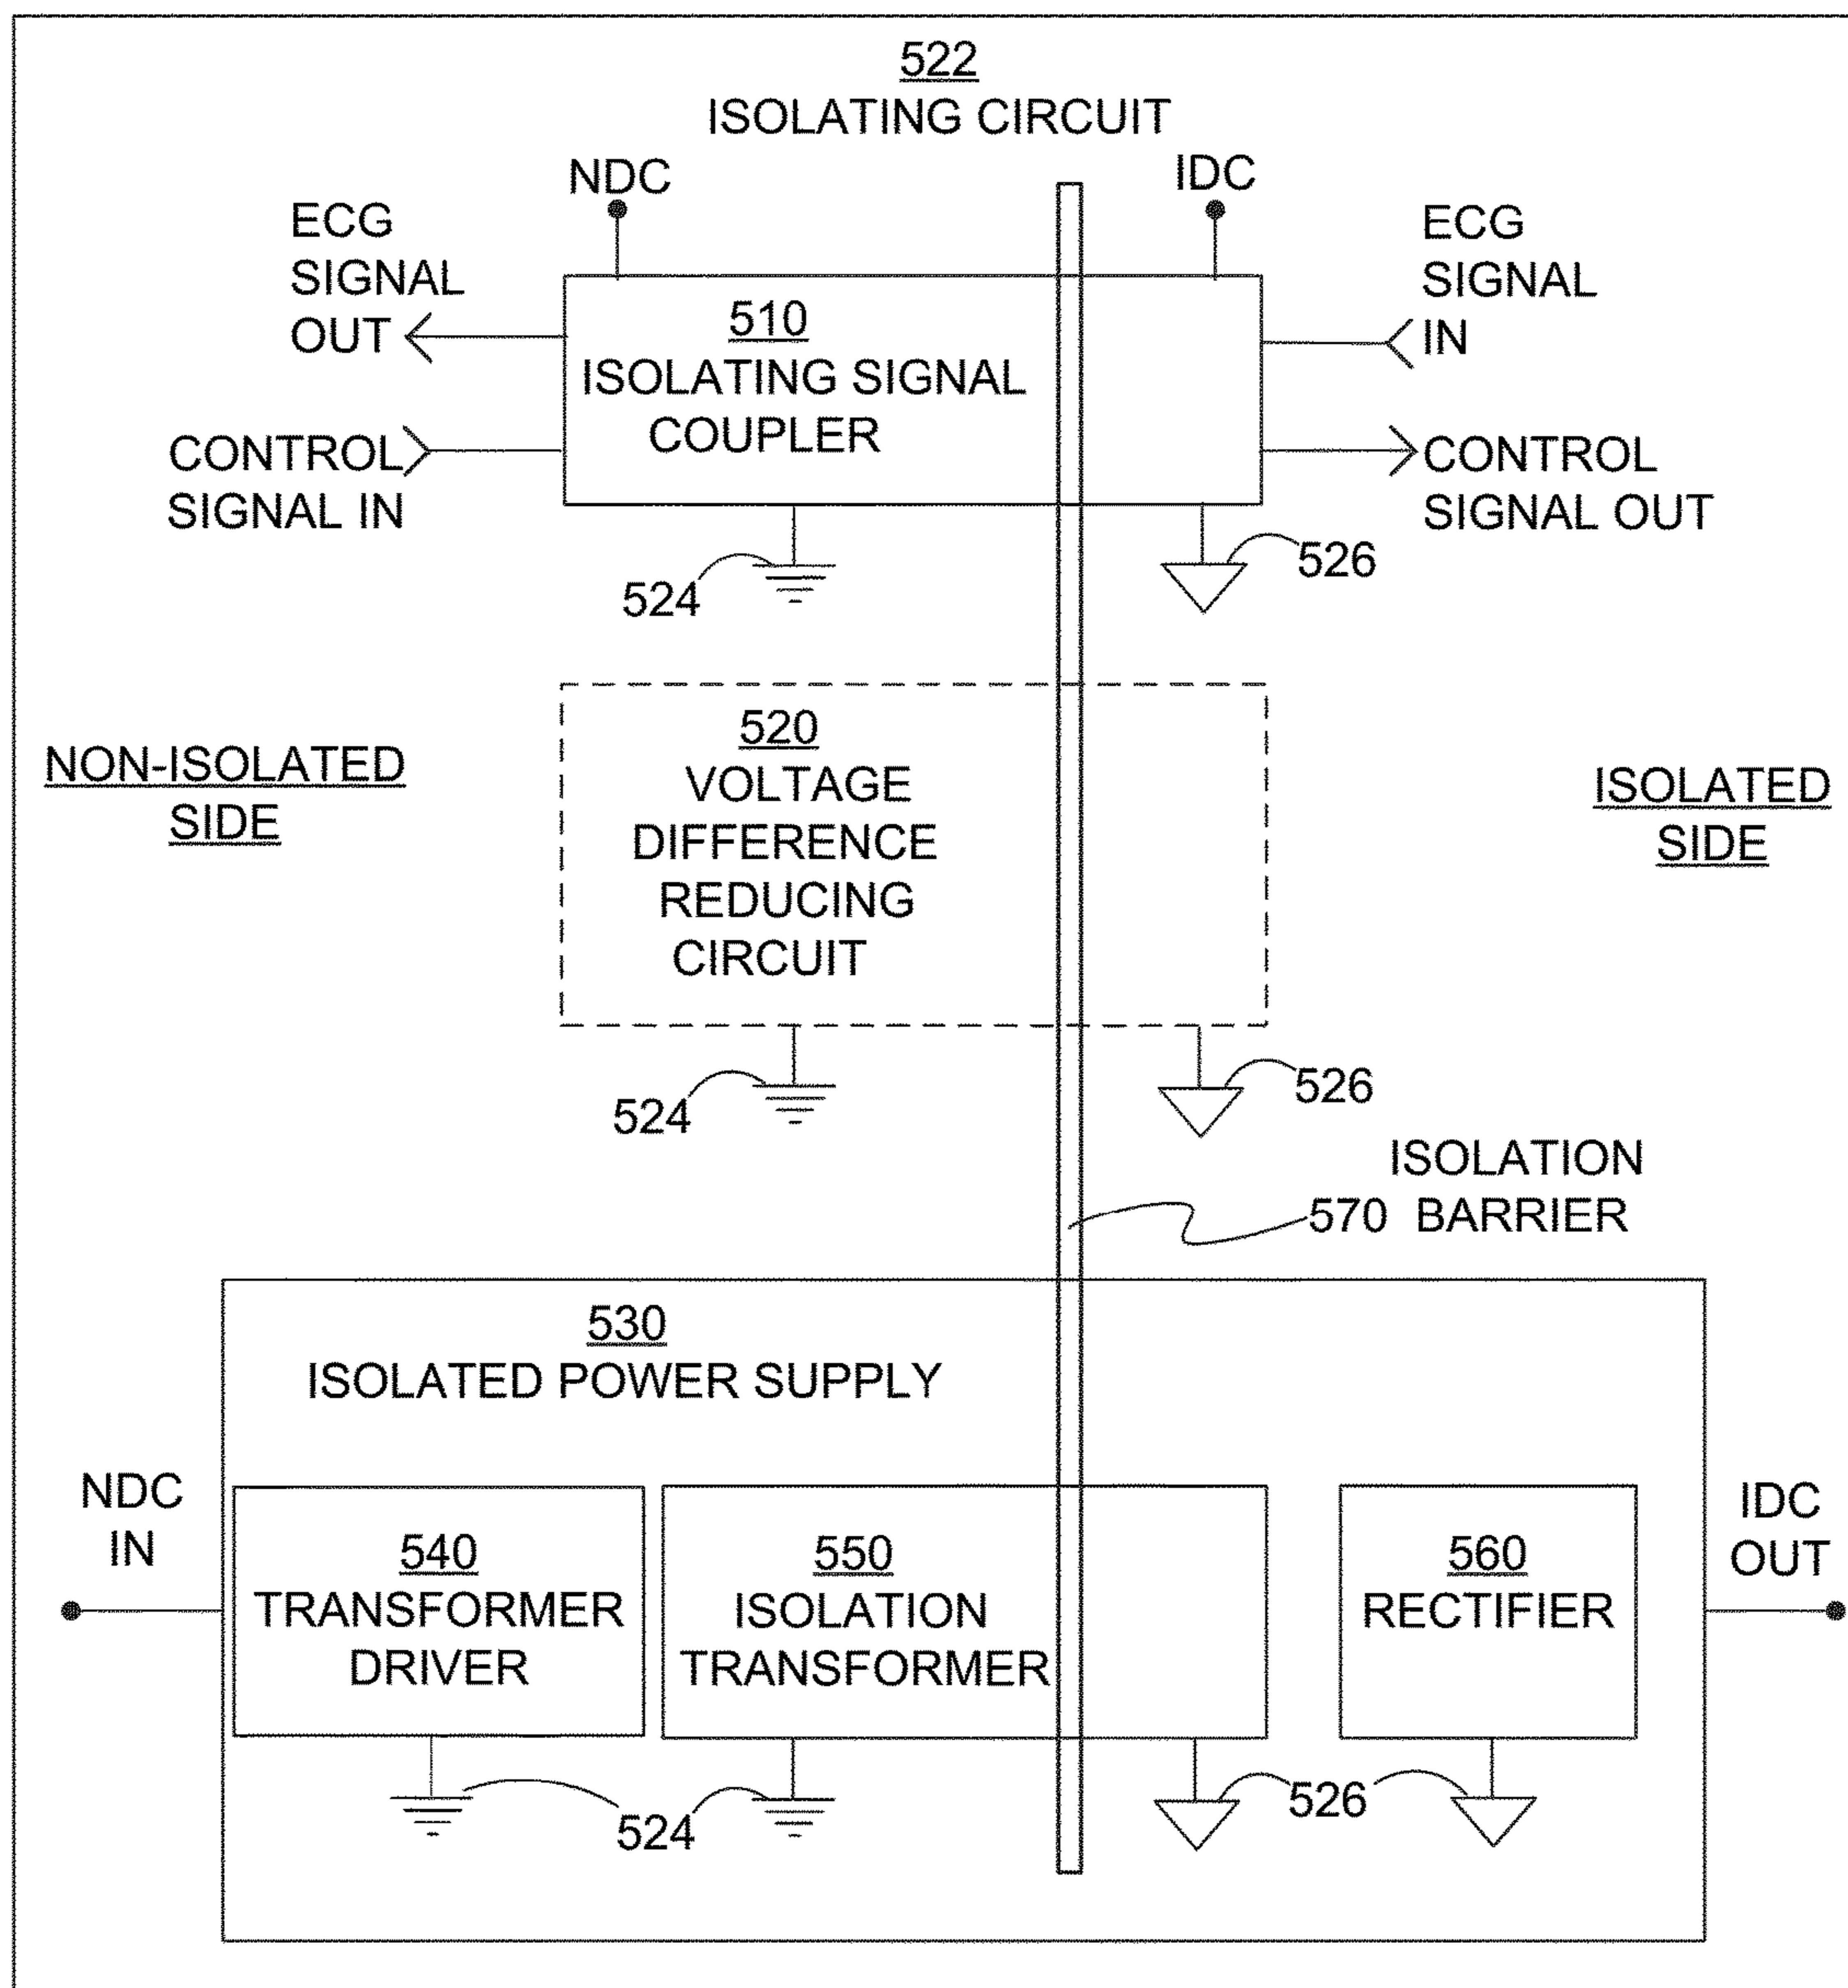 522
ISOLATING CIRCUIT
NDC
IDC
ECG
SIGNAL
OUT
ECG
SIGNAL
IN
510
ISOLATING SIGNAL
COUPLER
CONTROL
SIGNAL IN
CONTROL
SIGNAL OUT
524
526
520
VOLTAGE
DIFFERENCE
REDUCING
CIRCUIT
NON-ISOLATED
SIDE
ISOLATED
SIDE
524
526
ISOLATION
570 BARRIER
530
ISOLATED POWER SUPPLY
NDC
IN
540
TRANSFORMER
DRIVER
550
ISOLATION
TRANSFORMER
560
RECTIFIER
IDC
OUT
524
526